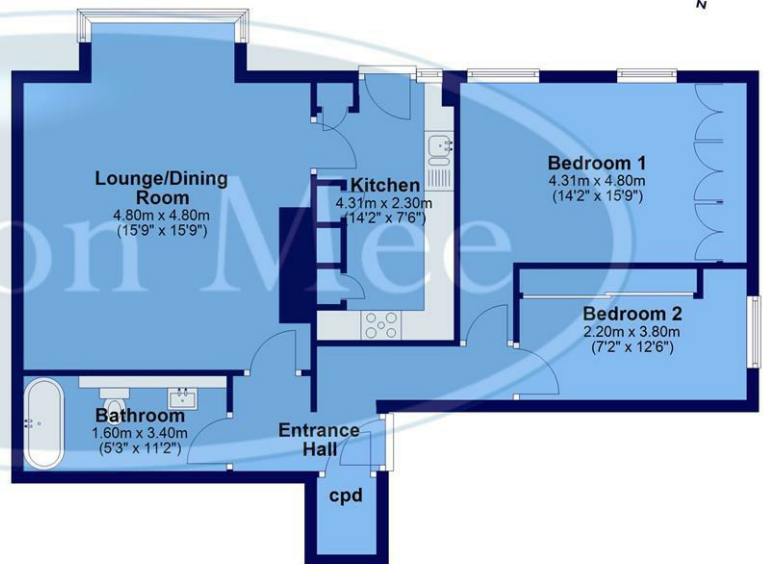 N
Lounge/Dining
Room
4.80m x 4.80m
(15'9" x 15'9")
Kitchen
4.31m x 2.30m
(14'2" x 7'6")
Bedroom 1
4.31m x 4.80m
(14'2" x 15'9")
Bedroom 2
2.20m x 3.80m
(7'2" x 12'6")
Bathroom
1.60m x 3.40m
(5'3" x 11'2")
Entrance
Hall
cpd
on Mee